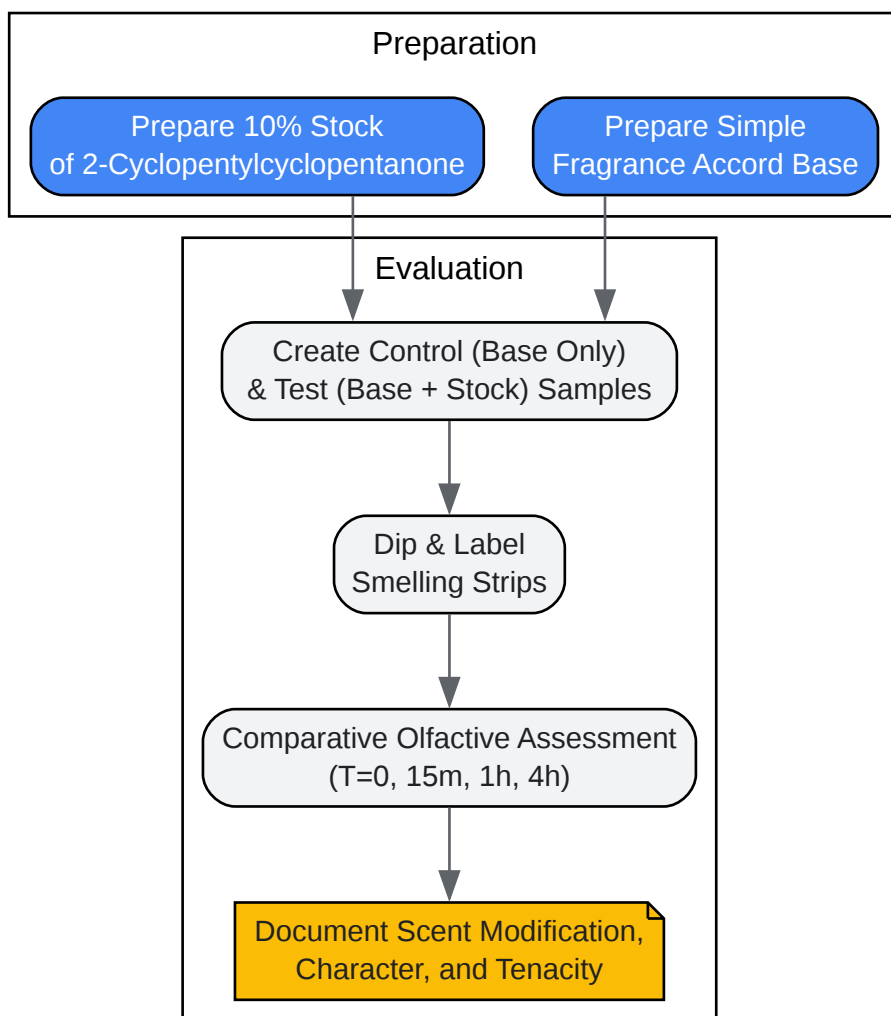 Preparation
Prepare 10% Stock
of 2-Cyclopentylcyclopentanone
Prepare Simple
Fragrance Accord Base
Evaluation
Create Control (Base Only)
& Test (Base + Stock) Samples
Dip & Label
Smelling Strips
Comparative Olfactive Assessment
(T=0, 15m, 1h, 4h)
Document Scent Modification,
Character, and Tenacity